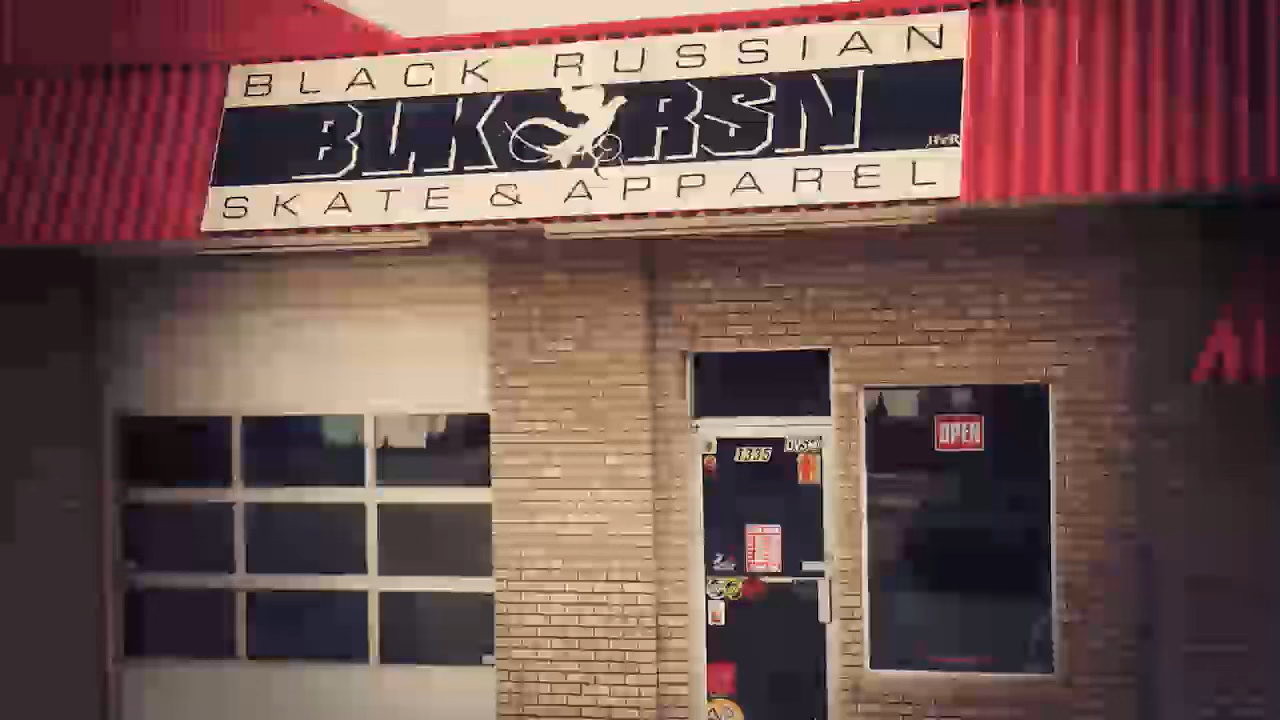 BLACK RUSSIAN
BLK RSN
SKATE & APPAREL
OPEN
1335